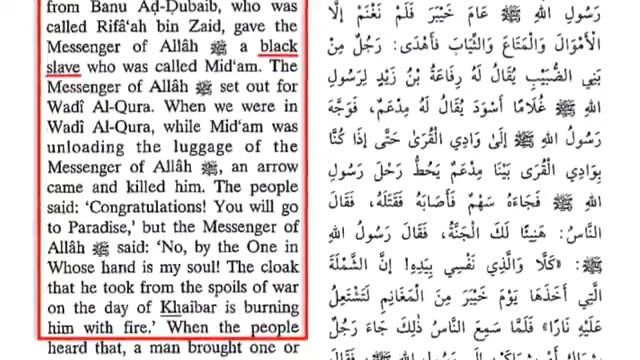 from Banu Aḍ-Ḍubaib, who was
called Rifâ'ah bin Zaid, gave the
Messenger of Allâh ﷺ a black
slave who was called Mid'am. The
Messenger of Allâh ﷺ set out for
Wadî Al-Qura. When we were in
Wadî Al-Qura, while Mid'am was
unloading the luggage of the
Messenger of Allâh ﷺ, an arrow
came and killed him. The people
said: 'Congratulations! You will go
to Paradise,' but the Messenger of
Allâh ﷺ said: 'No, by the One in
Whose hand is my soul! The cloak
that he took from the spoils of war
on the day of Khaibar is burning
him with fire.' When the people
heard that, a man brought one or
رَسُولِ اللهِ ﷺ عَامَ خَيْبَرَ فَلَمْ نَغْنَمْ إِلَّا
الْأَمْوَالَ وَالْمَتَاعَ وَالثِّيَابَ فَأَهْدَى: رَجُلٌ مِنْ
بَنِي الضُّبَيْبِ يُقَالُ لَهُ رِفَاعَةُ بْنُ زَيْدٍ لِرَسُولِ
اللهِ ﷺ غُلَامًا أَسْوَدَ يُقَالُ لَهُ مِدْعَمٌ، فَوَجَّهَ
رَسُولُ اللهِ ﷺ إِلَىٰ وَادِي الْقُرَىٰ حَتَّى إِذَا كُنَّا
بِوَادِي الْقُرَى بَيْنَا مِدْعَمٌ يَحُطُّ رَحْلَ رَسُولِ
اللهِ ﷺ فَجَاءَهُ سَهْمٌ فَأَصَابَهُ فَقَتَلَهُ، فَقَالَ
النَّاسُ: هَنِيئًا لَكَ الْجَنَّةُ، فَقَالَ رَسُولُ اللهِ
ﷺ: «كَلَّا وَالَّذِي نَفْسِي بِيَدِهِ! إِنَّ الشَّمْلَةَ
الَّتِي أَخَذَهَا يَوْمَ خَيْبَرَ مِنَ الْمَغَانِمِ لَتَشْتَعِلُ
عَلَيْهِ نَارًا» فَلَمَّا سَمِعَ النَّاسُ ذٰلِكَ جَاءَ رَجُلٌ